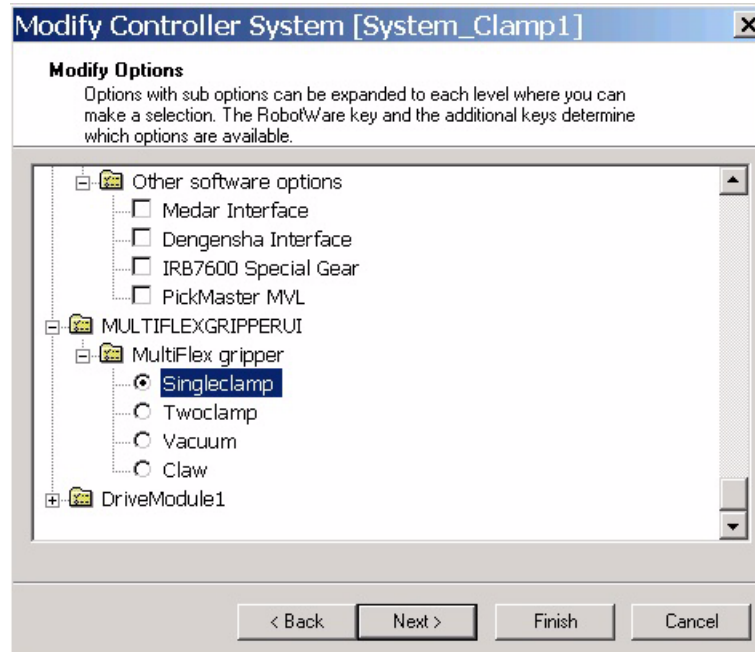 Modify Controller System [System_Clamp1]
Modify Options
Options with sub options can be expanded to each level where you can
make a selection. The RobotWare key and the additional keys determine
which options are available.
Other software options
Medar Interface
Dengensha Interface
IRB7600 Special Gear
PickMaster MVL
MULTIFLEXGRIPPERUI
MultiFlex gripper
Singleclamp
Twoclamp
Vacuum
Claw
DriveModule1
< Back Next > Finish Cancel